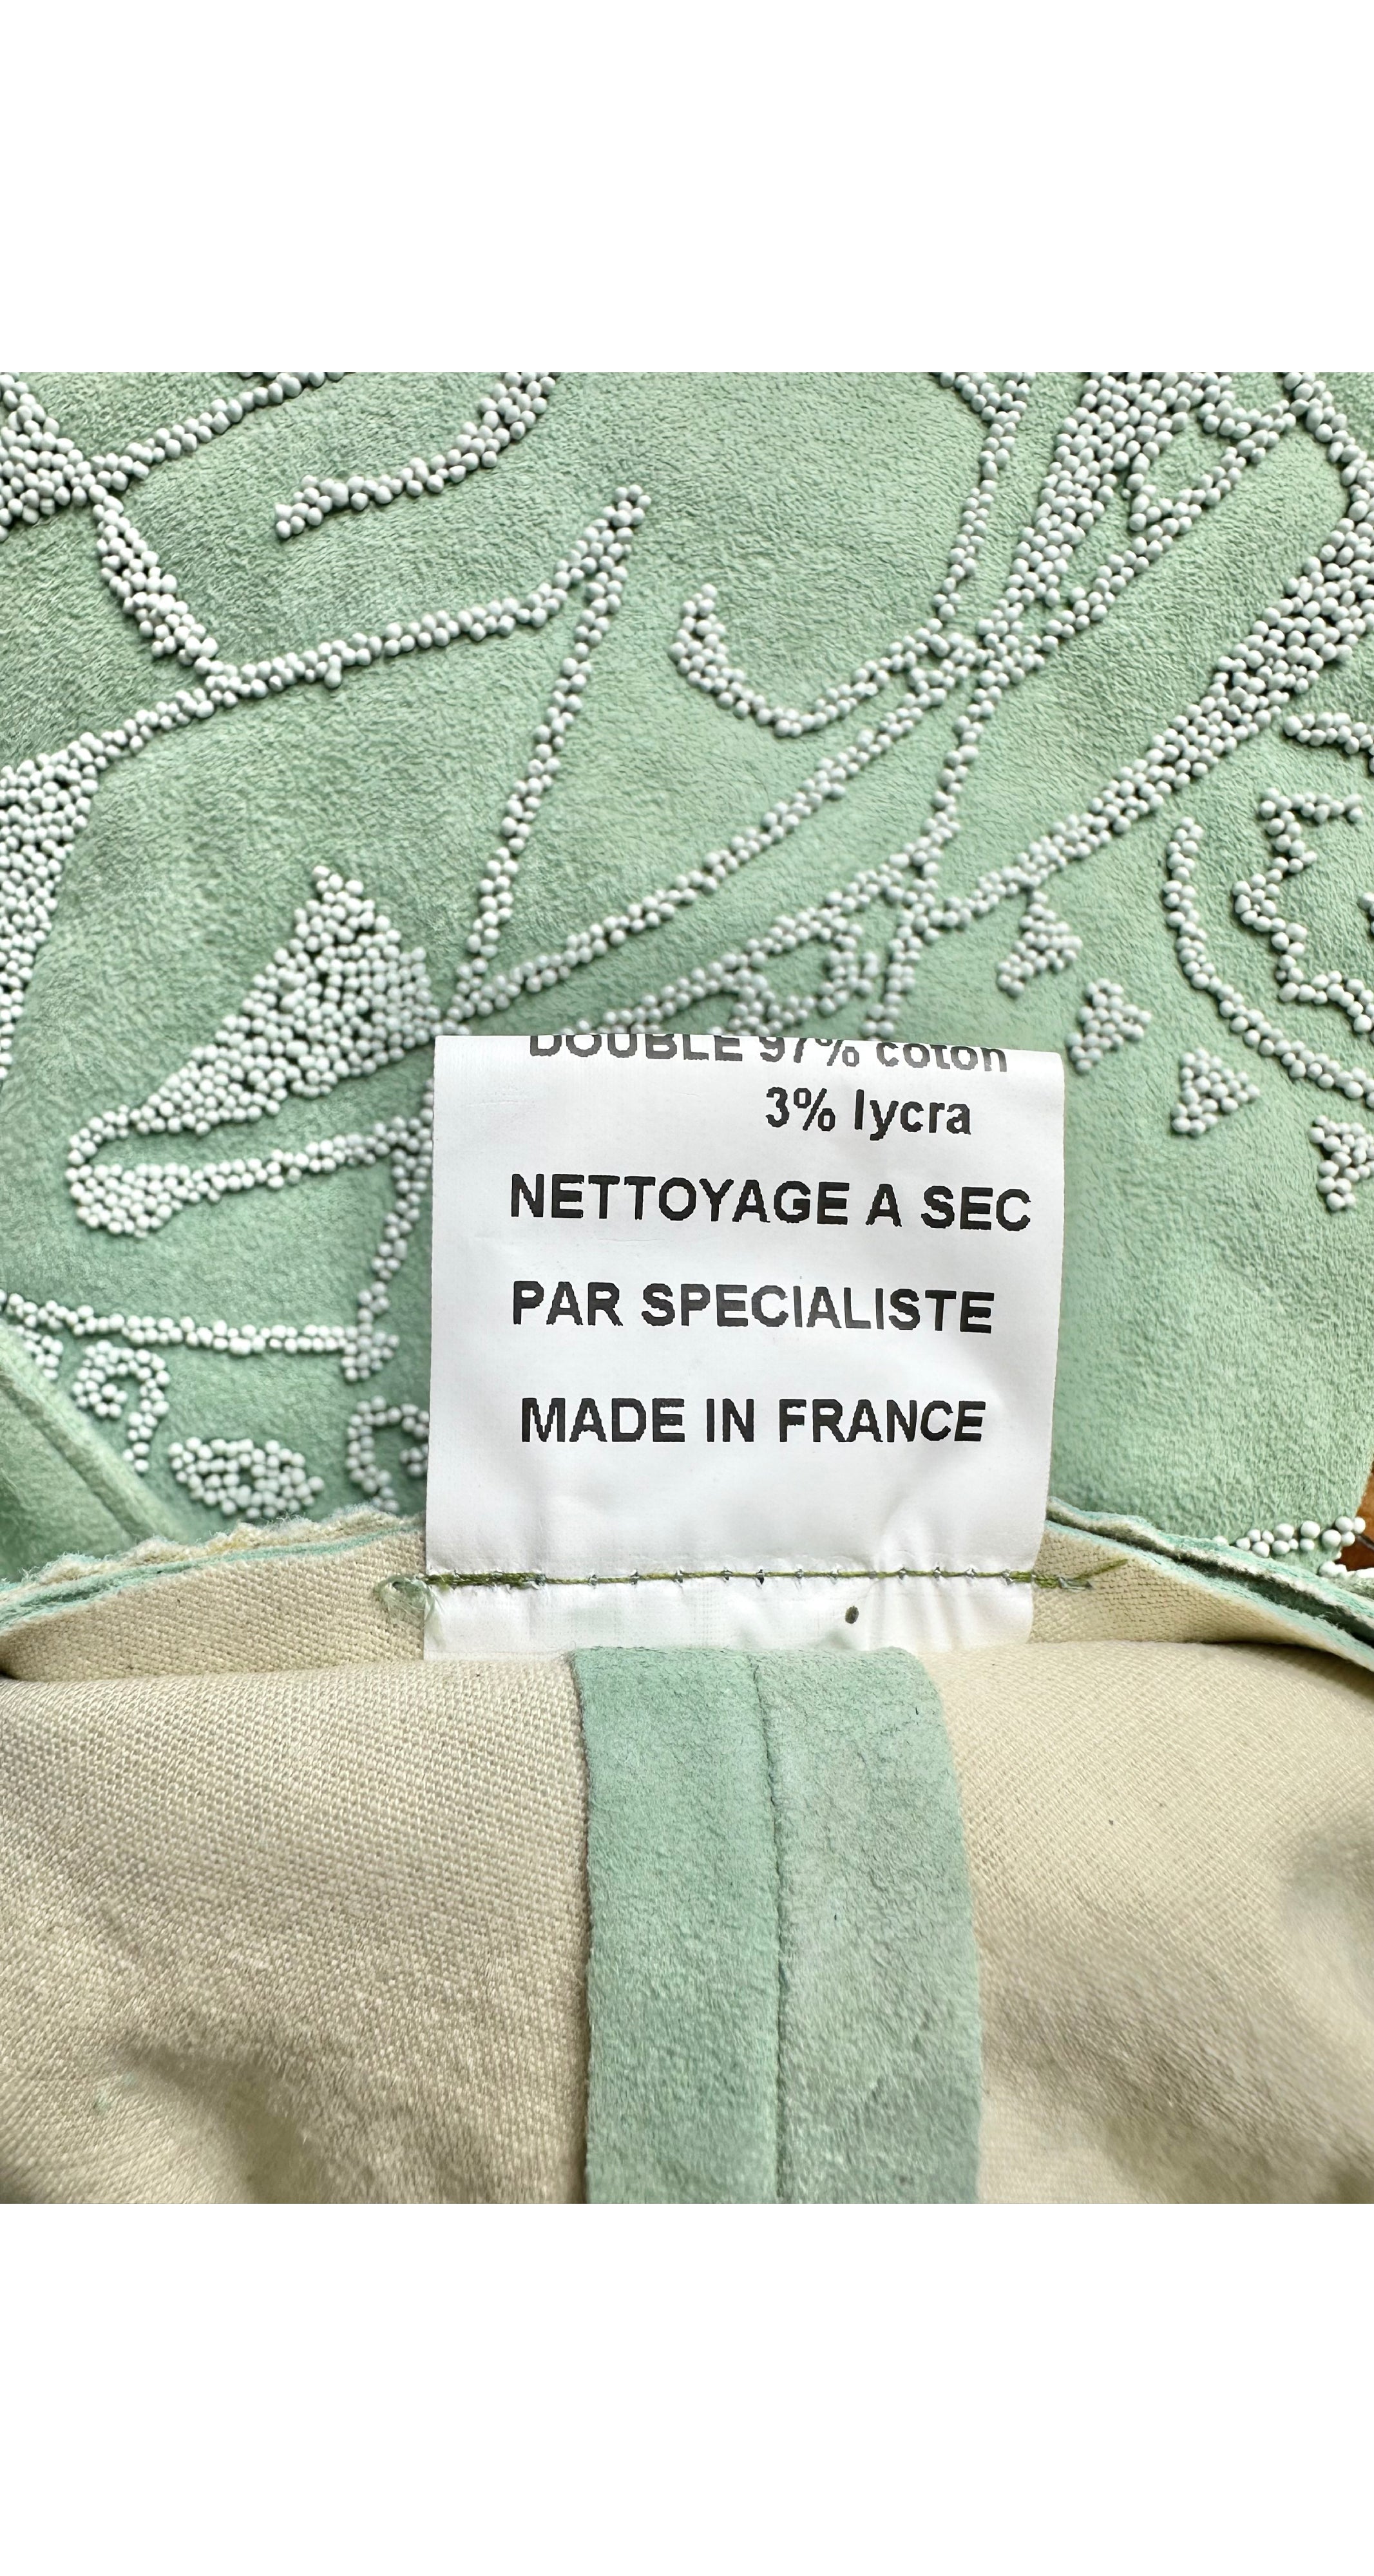 DOUBLE 97% coton
3% lycra
NETTOYAGE A SEC
PAR SPECIALISTE
MADE IN FRANCE